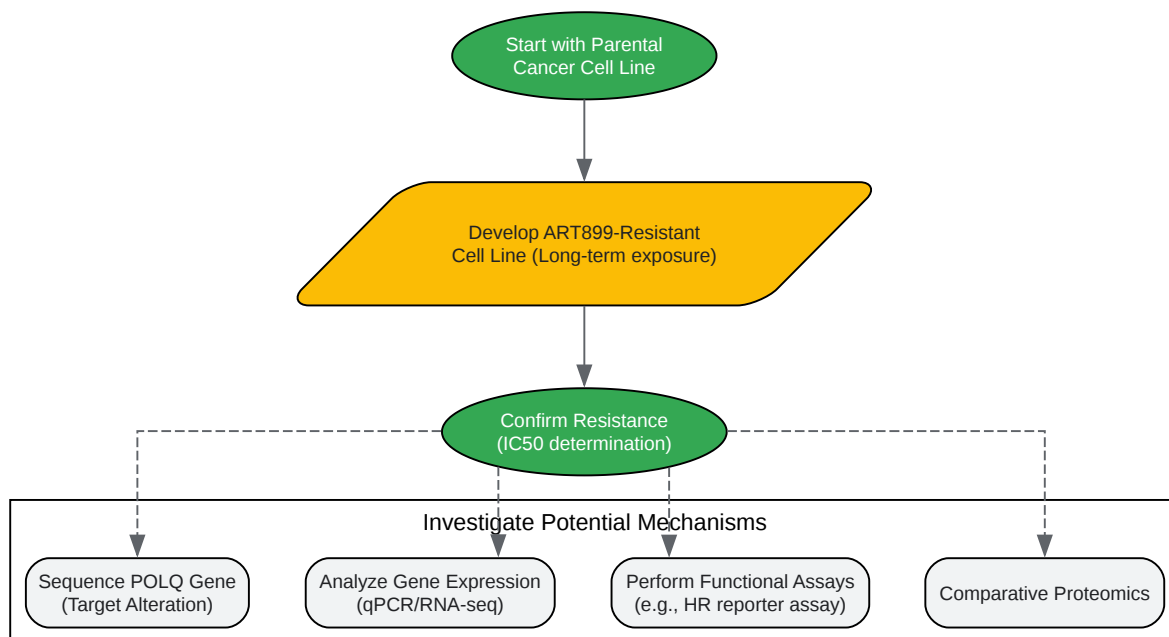 Start with Parental
Cancer Cell Line
Develop ART899-Resistant
Cell Line (Long-term exposure)
Confirm Resistance
(IC50 determination)
Investigate Potential Mechanisms
Sequence POLQ Gene
(Target Alteration)
Analyze Gene Expression
(qPCR/RNA-seq)
Perform Functional Assays
(e.g., HR reporter assay)
Comparative Proteomics